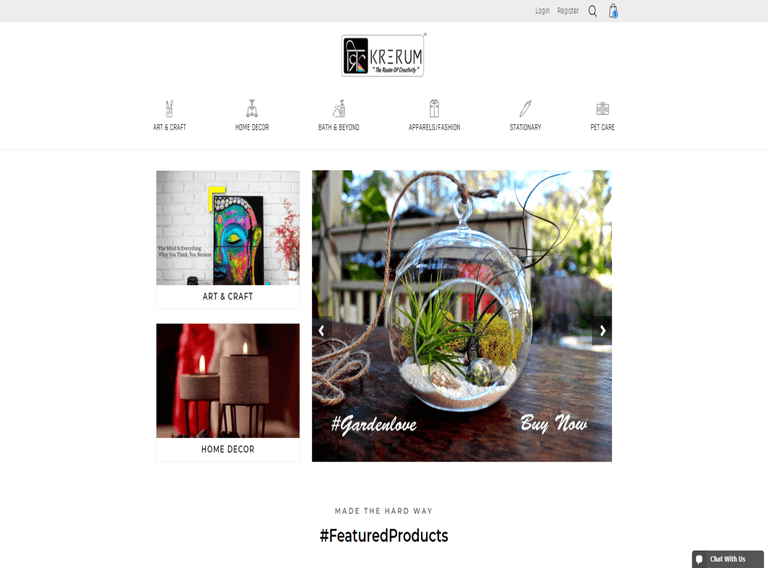 Login Register
क्रि KRERUM
TM
"The Route Of Creativity"
ART & CRAFT HOME DECOR BATH & BEYOND APPARELS/FASHION STATIONARY PET CARE
The Mind Is Everything
What You Think, You Become
ART & CRAFT
HOME DECOR
#Gardenlove Buy Now
MADE THE HARD WAY
#FeaturedProducts
Chat With Us